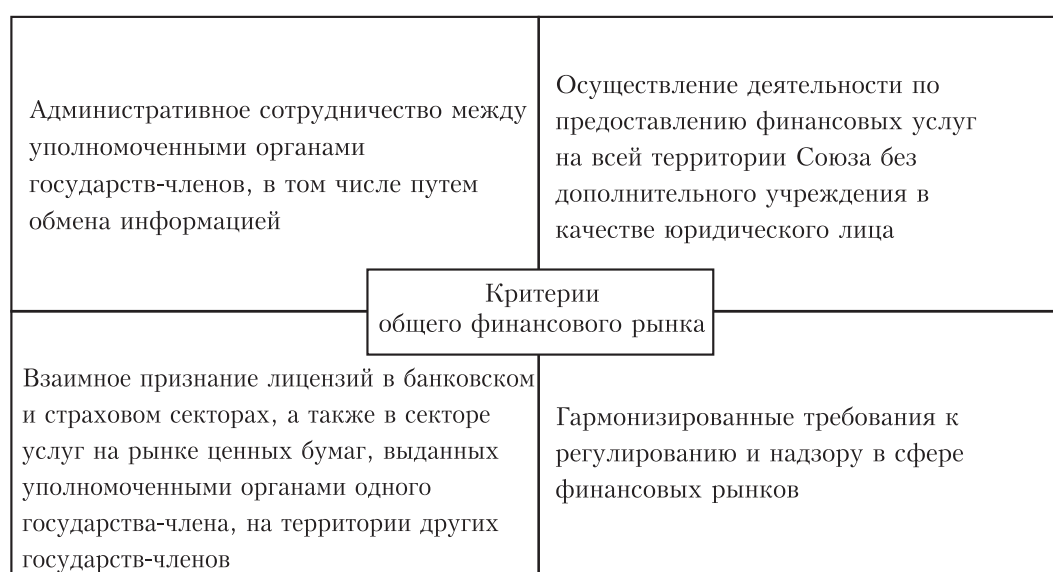 Административное сотрудничество между
уполномоченными органами
государств-членов, в том числе путем
обмена информацией
Осуществление деятельности по
предоставлению финансовых услуг
на всей территории Союза без
дополнительного учреждения в
качестве юридического лица
Критерии
общего финансового рынка
Взаимное признание лицензий в банковском
и страховом секторах, а также в секторе
услуг на рынке ценных бумаг, выданных
уполномоченными органами одного
государства-члена, на территории других
государств-членов
Гармонизированные требования к
регулированию и надзору в сфере
финансовых рынков